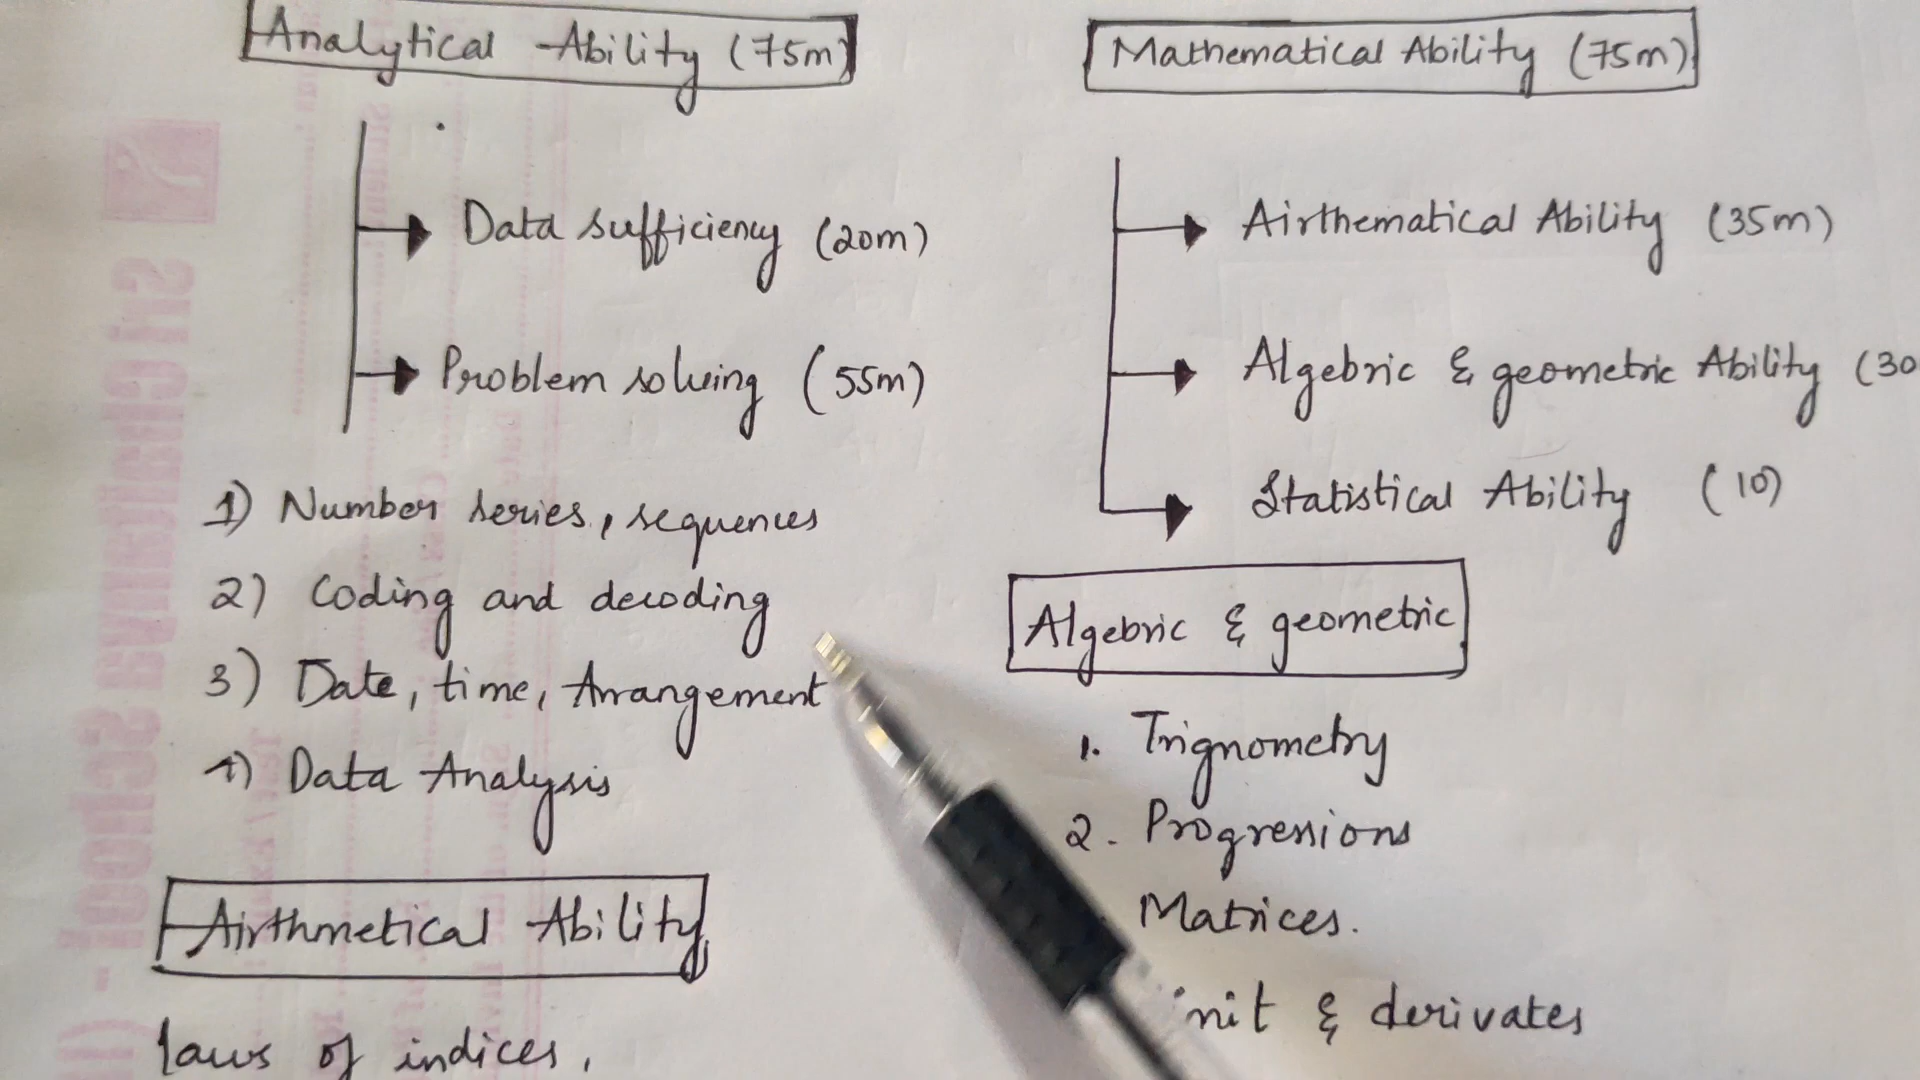 Analytical Ability (75m)
Data sufficiency (20m)
Problem solving (55m)
1) Number series, sequences
2) Coding and decoding
3) Date, time, Arrangement
4) Data Analysis
Airthmetical Ability
laws of indices,
Mathematical Ability (75m)
Airthematical Ability (35m)
Algebric & geometric Ability (30
Statistical Ability (10)
Algebric & geometric
1. Trignometry
2. Progressions
Matrices.
& derivates